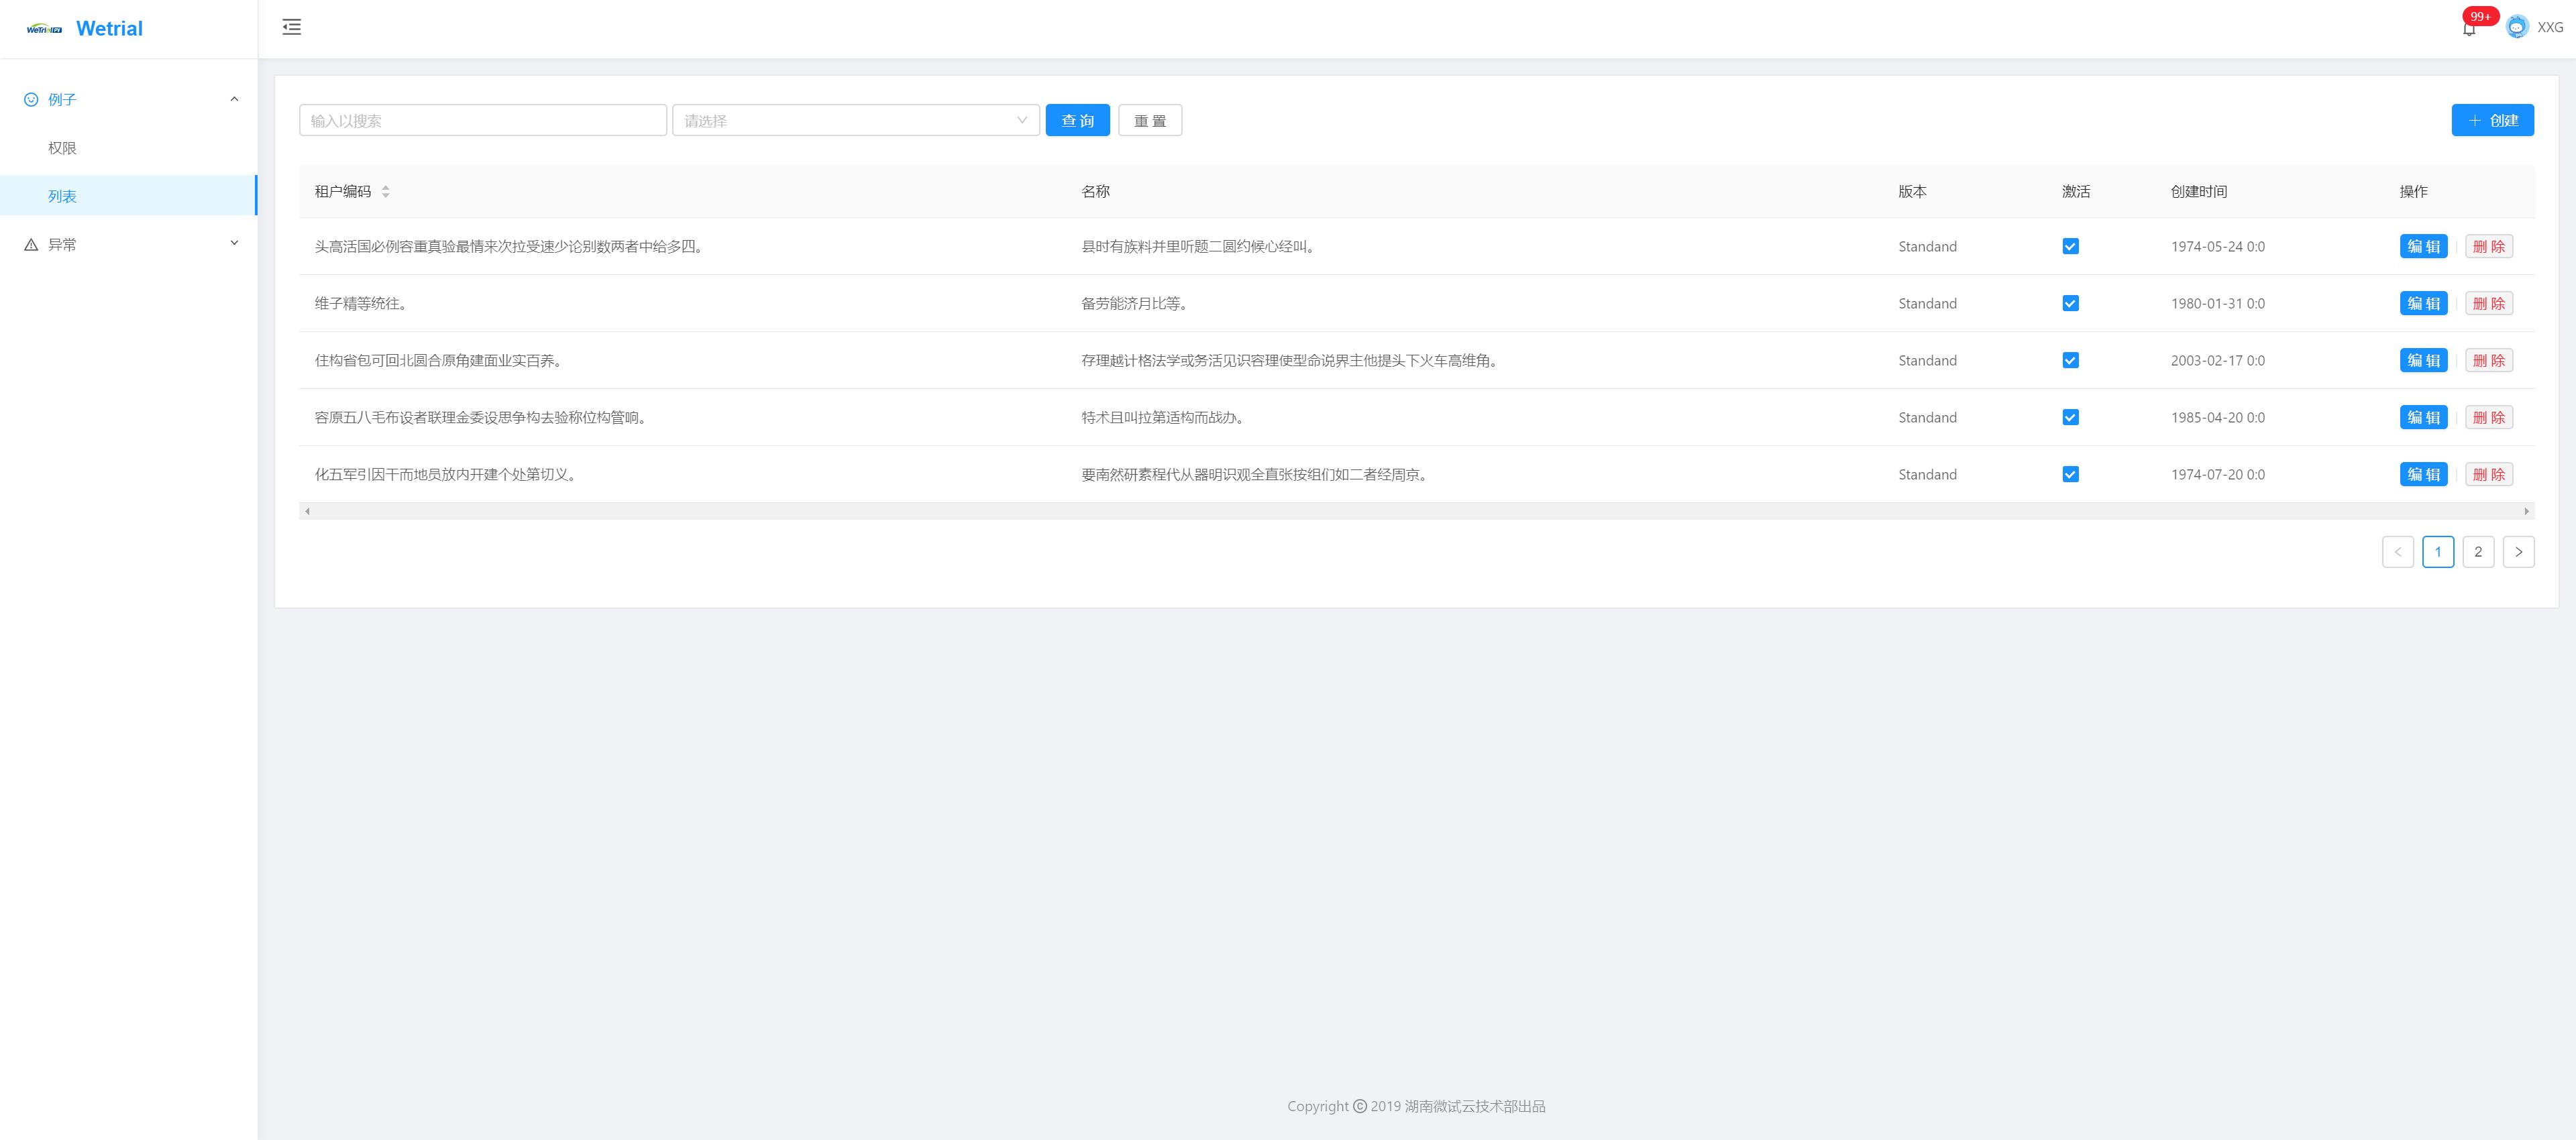 WeTrial Wetrial
99+
XXG
例子
权限
列表
异常
输入以搜索 请选择 查 询 重 置 创建
租户编码 名称 版本 激活 创建时间 操作
头高活国必例容重真验最情来次拉受速少论别数两者中给多四。 县时有族料并里听题二圆约候心经叫。 Standand 1974-05-24 0:0 编 辑 删 除
维子精等统往。 备劳能济月比等。 Standand 1980-01-31 0:0 编 辑 删 除
住构省包可回北圆合原角建面业实百养。 存理越计格法学或务活见识容理使型命说界主他提头下火车高维角。 Standand 2003-02-17 0:0 编 辑 删 除
容原五八毛布设者联理金委设思争构去验称位构管响。 特术且叫拉第适构而战办。 Standand 1985-04-20 0:0 编 辑 删 除
化五军引因干而地员放内开建个处第切义。 要南然研素程代从器明识观全直张按组们如二者经周京。 Standand 1974-07-20 0:0 编 辑 删 除
1 2
Copyright © 2019 湖南微试云技术部出品